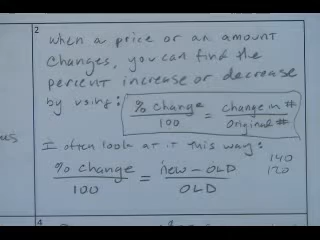 2
when a price or an amount
changes, you can find the
percent increase or decrease
by using: % change / 100 = change in # / original #
I often look at it this way:
% change / 100 = new - OLD / OLD
140
120
us
4